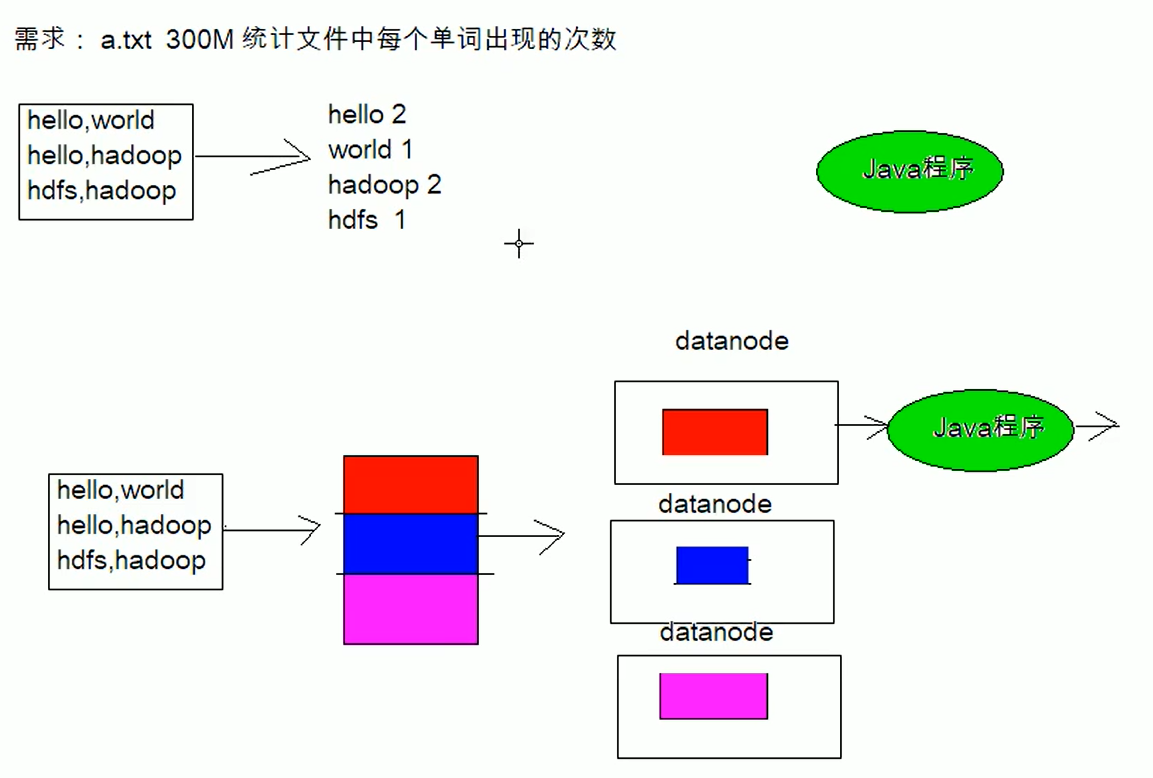 需求： a.txt 300M 统计文件中每个单词出现的次数
hello,world
hello,hadoop
hdfs,hadoop
hello 2
world 1
hadoop 2
hdfs 1
Java程序
hello,world
hello,hadoop
hdfs,hadoop
datanode
Java程序
datanode
datanode